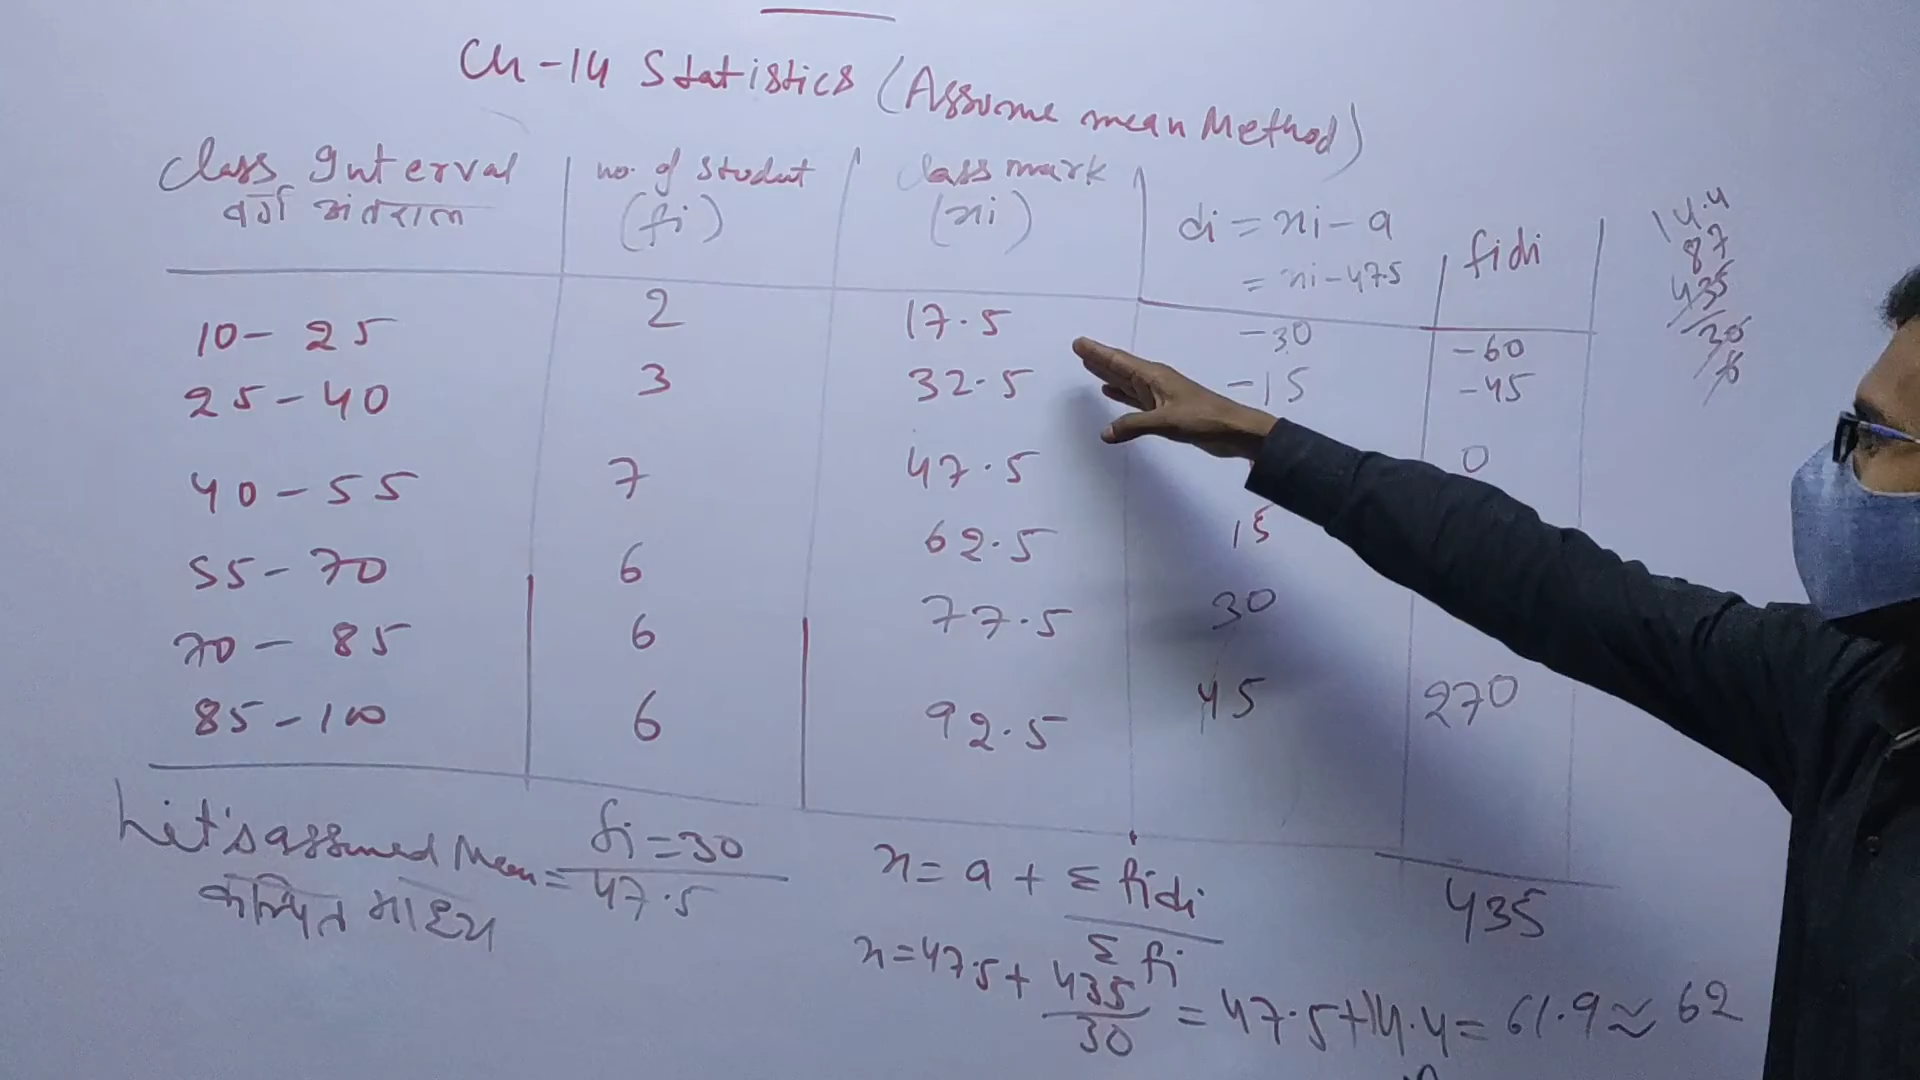 Ch-14 Statistics (Assume mean Method)
Class Interval no. of Student Class mark
वर्ग अंतराल (fi) (xi) di = xi - a fidi
= xi - 47.5
10 - 25 2 17.5 -30 -60
25 - 40 3 32.5 -15 -45
40 - 55 7 47.5 0
55 - 70 6 62.5 15
70 - 85 6 77.5 30
85 - 100 6 92.5 45 270
fi = 30 435
Let's assumed Mean = 47.5
कल्पित माध्य
x = a + Σ fidi / Σ fi
x = 47.5 + 435/30 = 47.5 + 14.4 = 61.9 ≈ 62
14.4
87
435
30